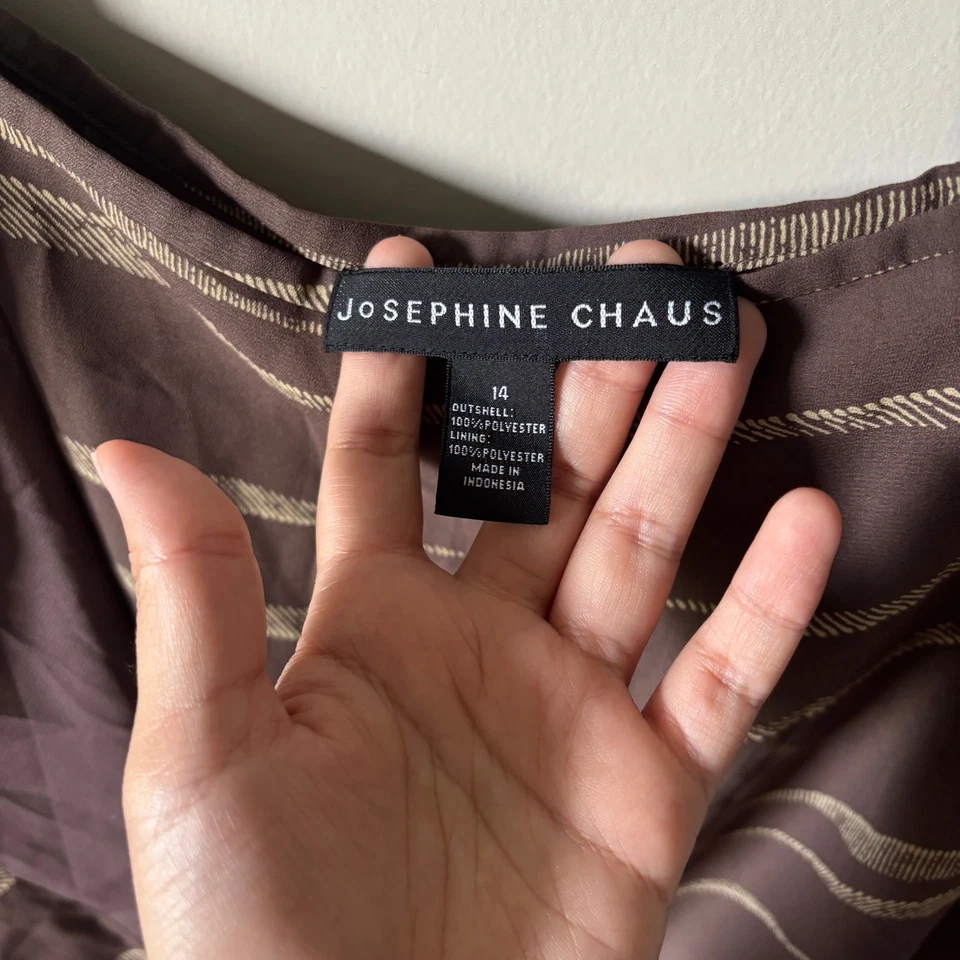 JoSEPHINE CHAUS
14
OUTSHELL:
100%POLYESTER
LINING:
100%POLYESTER
MADE IN
INDONESIA